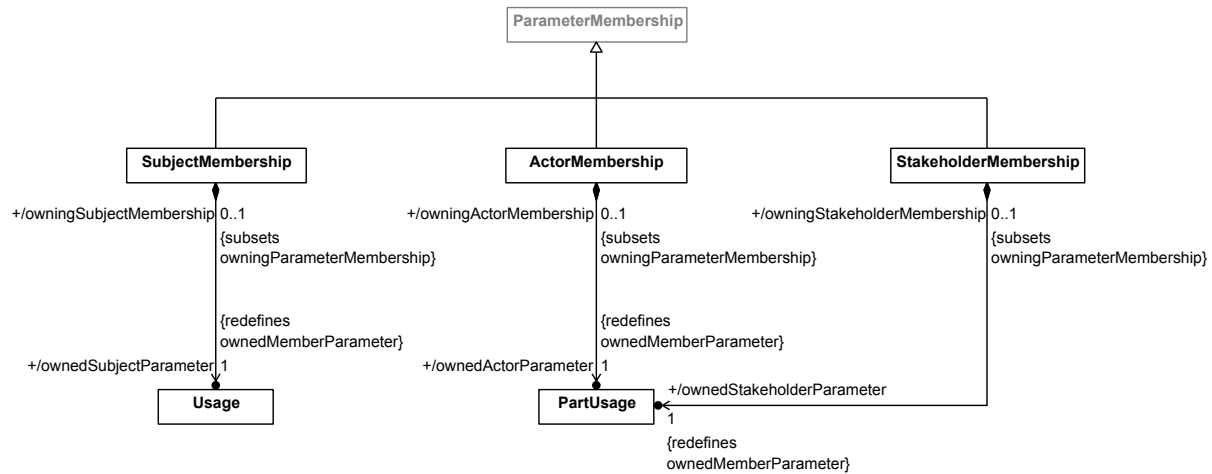 ParameterMembership
SubjectMembership
ActorMembership
StakeholderMembership
+/owningSubjectMembership 0..1
{subsets
owningParameterMembership}
+/owningActorMembership 0..1
{subsets
owningParameterMembership}
+/owningStakeholderMembership 0..1
{subsets
owningParameterMembership}
{redefines
ownedMemberParameter}
+/ownedSubjectParameter 1
{redefines
ownedMemberParameter}
+/ownedActorParameter 1
Usage
PartUsage
+/ownedStakeholderParameter
1
{redefines
ownedMemberParameter}